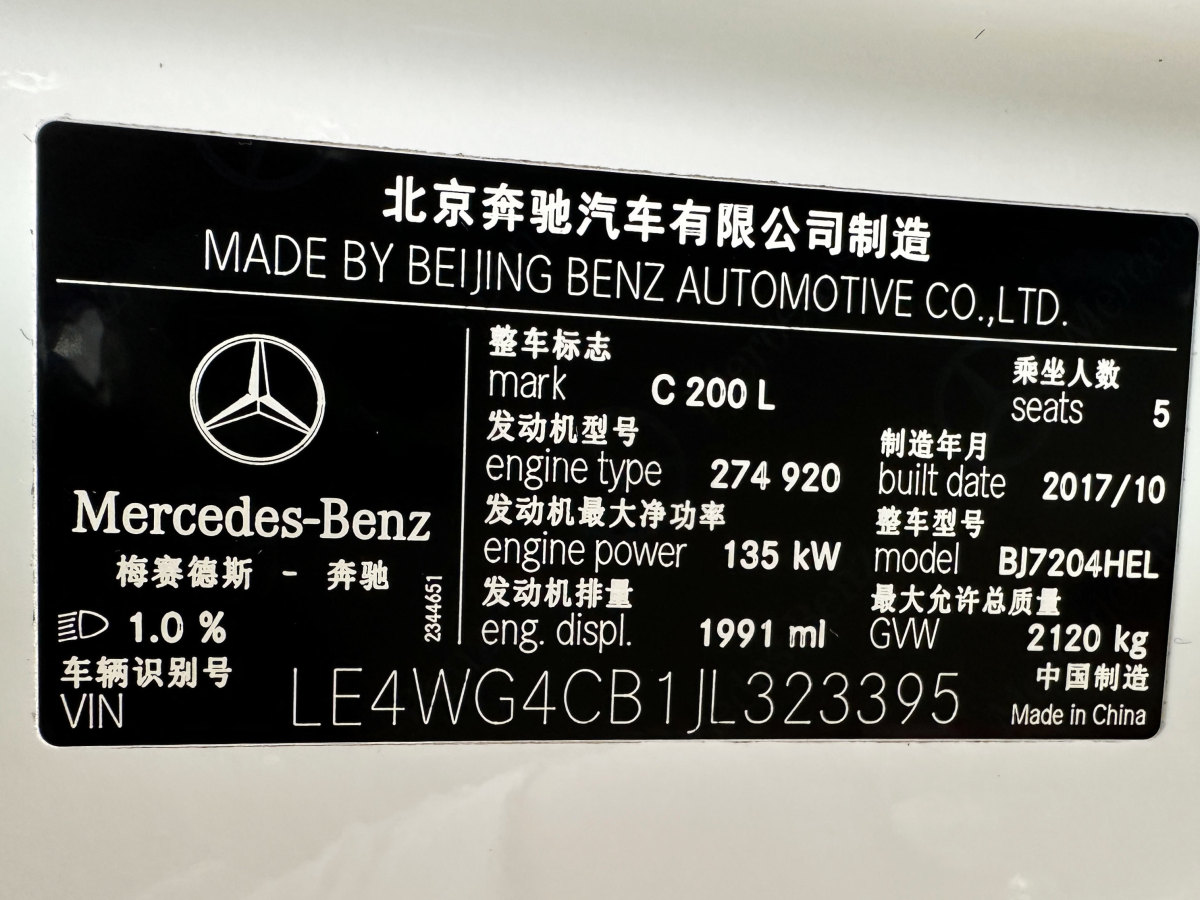 北京奔驰汽车有限公司制造
MADE BY BEIJING BENZ AUTOMOTIVE CO.,LTD.
Mercedes-Benz
梅赛德斯 - 奔驰
1.0 %
2344651
整车标志
mark C 200 L
乘坐人数
seats 5
发动机型号
engine type 274 920
制造年月
built date 2017/10
发动机最大净功率
engine power 135 kW
整车型号
model BJ7204HEL
发动机排量
eng. displ. 1991 ml
最大允许总质量
GVW 2120 kg
车辆识别号
VIN LE4WG4CB1JL323395
中国制造
Made in China